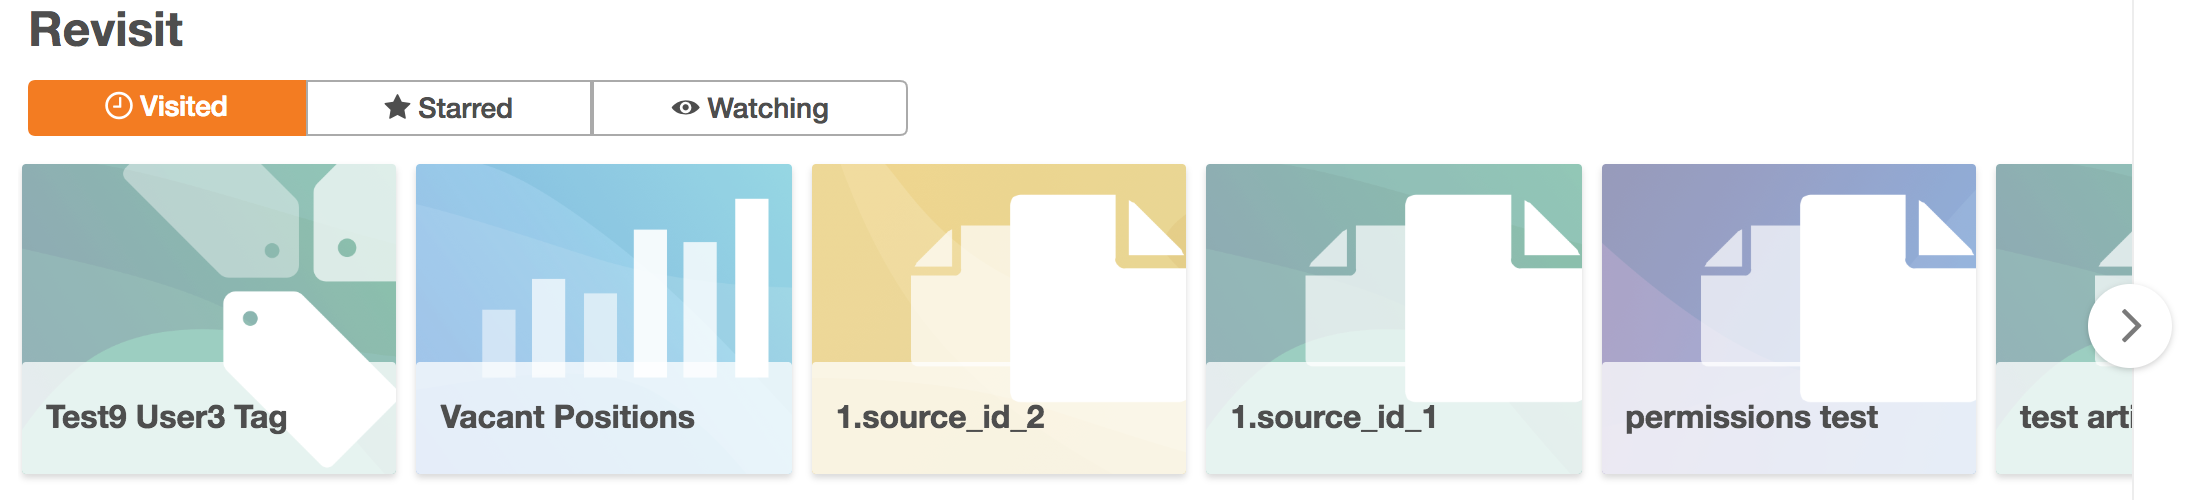 Revisit
Visited
Starred
Watching
Test9 User3 Tag
Vacant Positions
1.source_id_2
1.source_id_1
permissions test
test arti